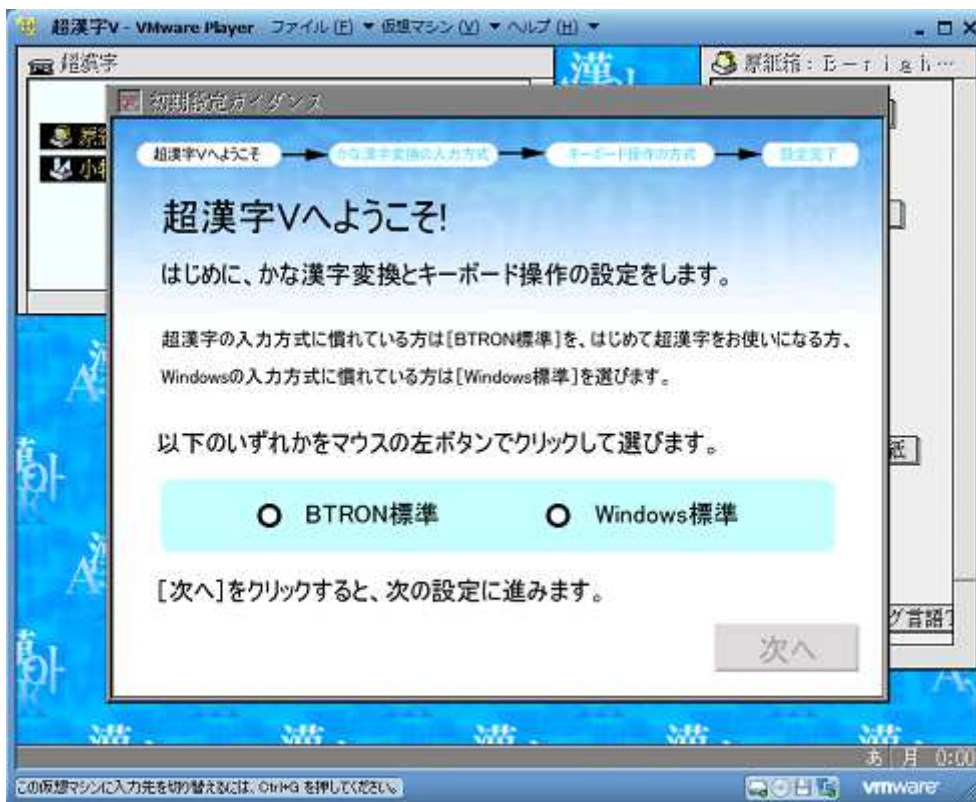 超漢字V - VMware Player ファイル(F) 仮想マシン(V) ヘルプ(H)
超漢字
漢
原紙箱：B－ｒｉｇｈ…
初期設定ガイダンス
超漢字Vへようこそ
かな漢字変換の入力方式
キーボード操作の方式
設定完了
超漢字Vへようこそ!
はじめに、かな漢字変換とキーボード操作の設定をします。
超漢字の入力方式に慣れている方は[BTRON標準]を、はじめて超漢字をお使いになる方、
Windowsの入力方式に慣れている方は[Windows標準]を選びます。
以下のいずれかをマウスの左ボタンでクリックして選びます。
紙
BTRON標準
Windows標準
[次へ]をクリックすると、次の設定に進みます。
グ言語
次へ
あ 月 0:00
この仮想マシンに入力先を切り替えるには、Ctrl+G を押してください。
vmware